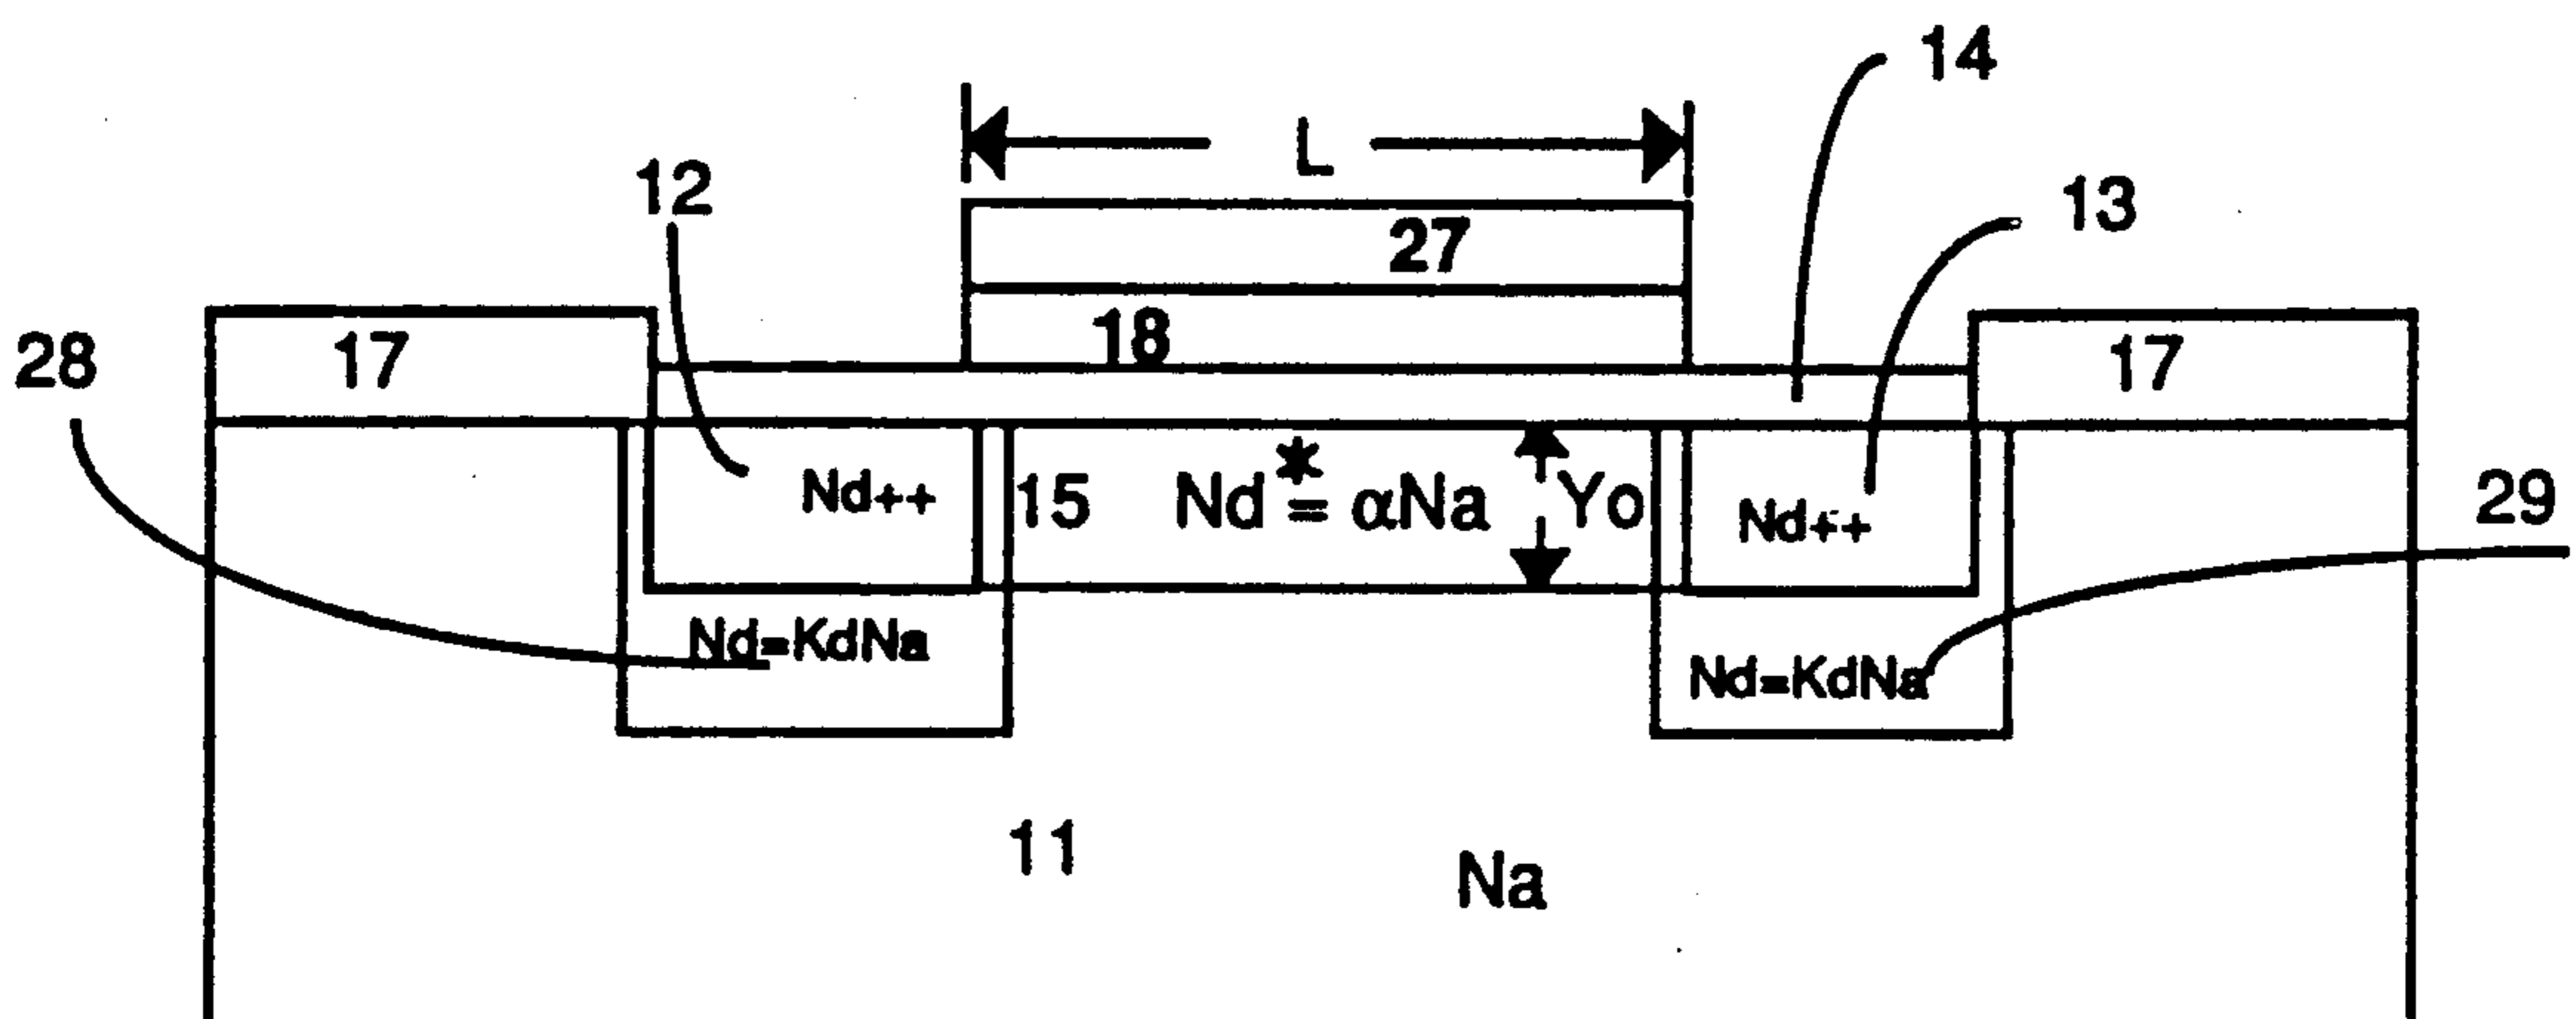 14
L
12
13
27
18
28
17
17
Nd++
15
Nd*= αNa
Yo
Nd++
29
Nd=KdNa
Nd=KdNa
11
Na